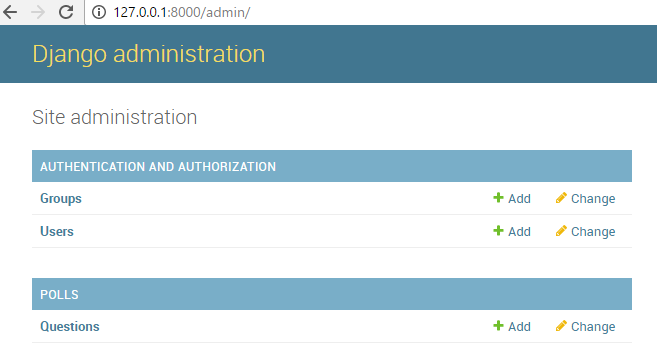 127.0.0.1:8000/admin/
Django administration
Site administration
AUTHENTICATION AND AUTHORIZATION
Groups Add Change
Users Add Change
POLLS
Questions Add Change